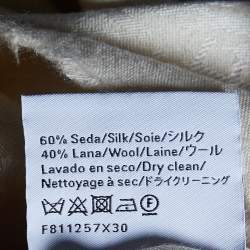 60% Seda/Silk/Soie/シルク
40% Lana/Wool/Laine/ウール
Lavado en seco/Dry clean/
Nettoyage à sec/ドライクリーニング
F811257X30